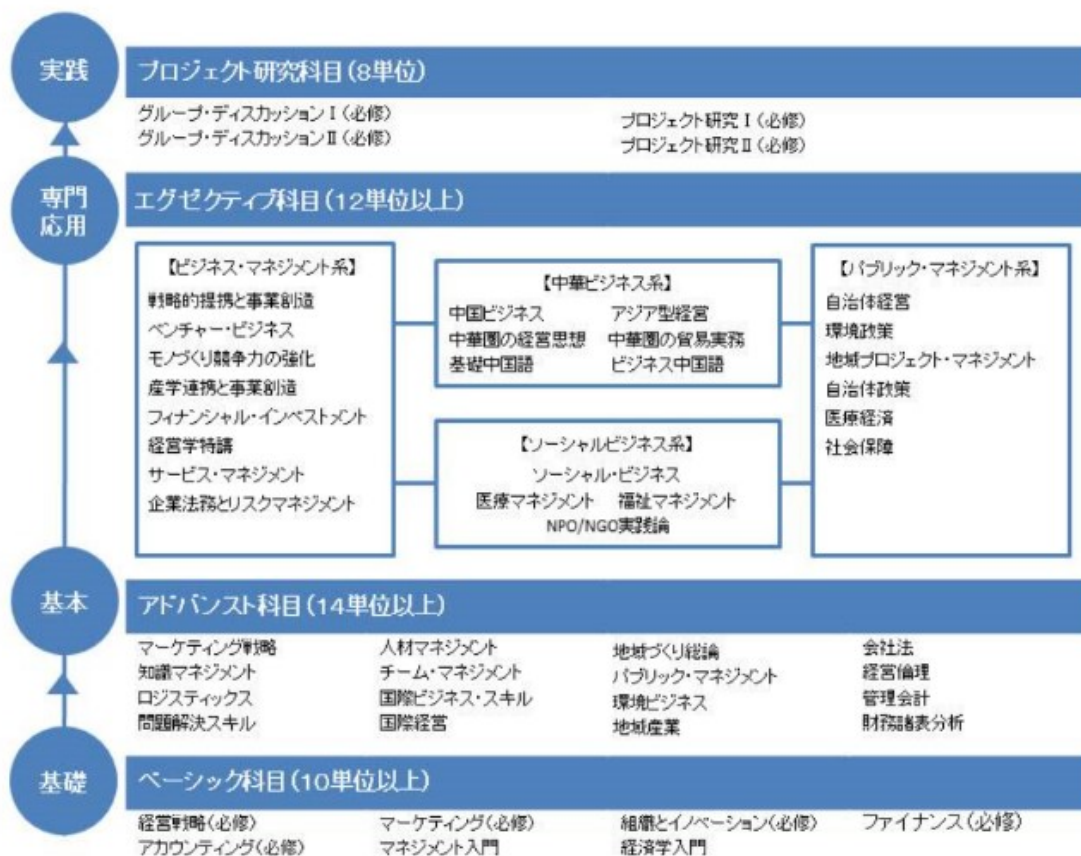 実践
プロジェクト研究科目(8単位)
グループ・ディスカッションⅠ(必修)
グループ・ディスカッションⅡ(必修)
プロジェクト研究Ⅰ(必修)
プロジェクト研究Ⅱ(必修)
専門
応用
エグゼクティブ科目(12単位以上)
【ビジネス・マネジメント系】
戦略的提携と事業創造
ベンチャー・ビジネス
モノづくり競争力の強化
産学連携と事業創造
フィナンシャル・インベストメント
経営学特講
サービス・マネジメント
企業法務とリスクマネジメント
【中華ビジネス系】
中国ビジネス アジア型経営
中華圏の経営思想 中華圏の貿易実務
基礎中国語 ビジネス中国語
【ソーシャルビジネス系】
ソーシャル・ビジネス
医療マネジメント 福祉マネジメント
NPO/NGO実践論
【パブリック・マネジメント系】
自治体経営
環境政策
地域プロジェクト・マネジメント
自治体政策
医療経済
社会保障
基本
アドバンスト科目(14単位以上)
マーケティング戦略
知識マネジメント
ロジスティックス
問題解決スキル
人材マネジメント
チーム・マネジメント
国際ビジネス・スキル
国際経営
地域づくり総論
パブリック・マネジメント
環境ビジネス
地域産業
会社法
経営倫理
管理会計
財務諸表分析
基礎
ベーシック科目(10単位以上)
経営戦略(必修)
アカウンティング(必修)
マーケティング(必修)
マネジメント入門
組織とイノベーション(必修)
経済学入門
ファイナンス(必修)